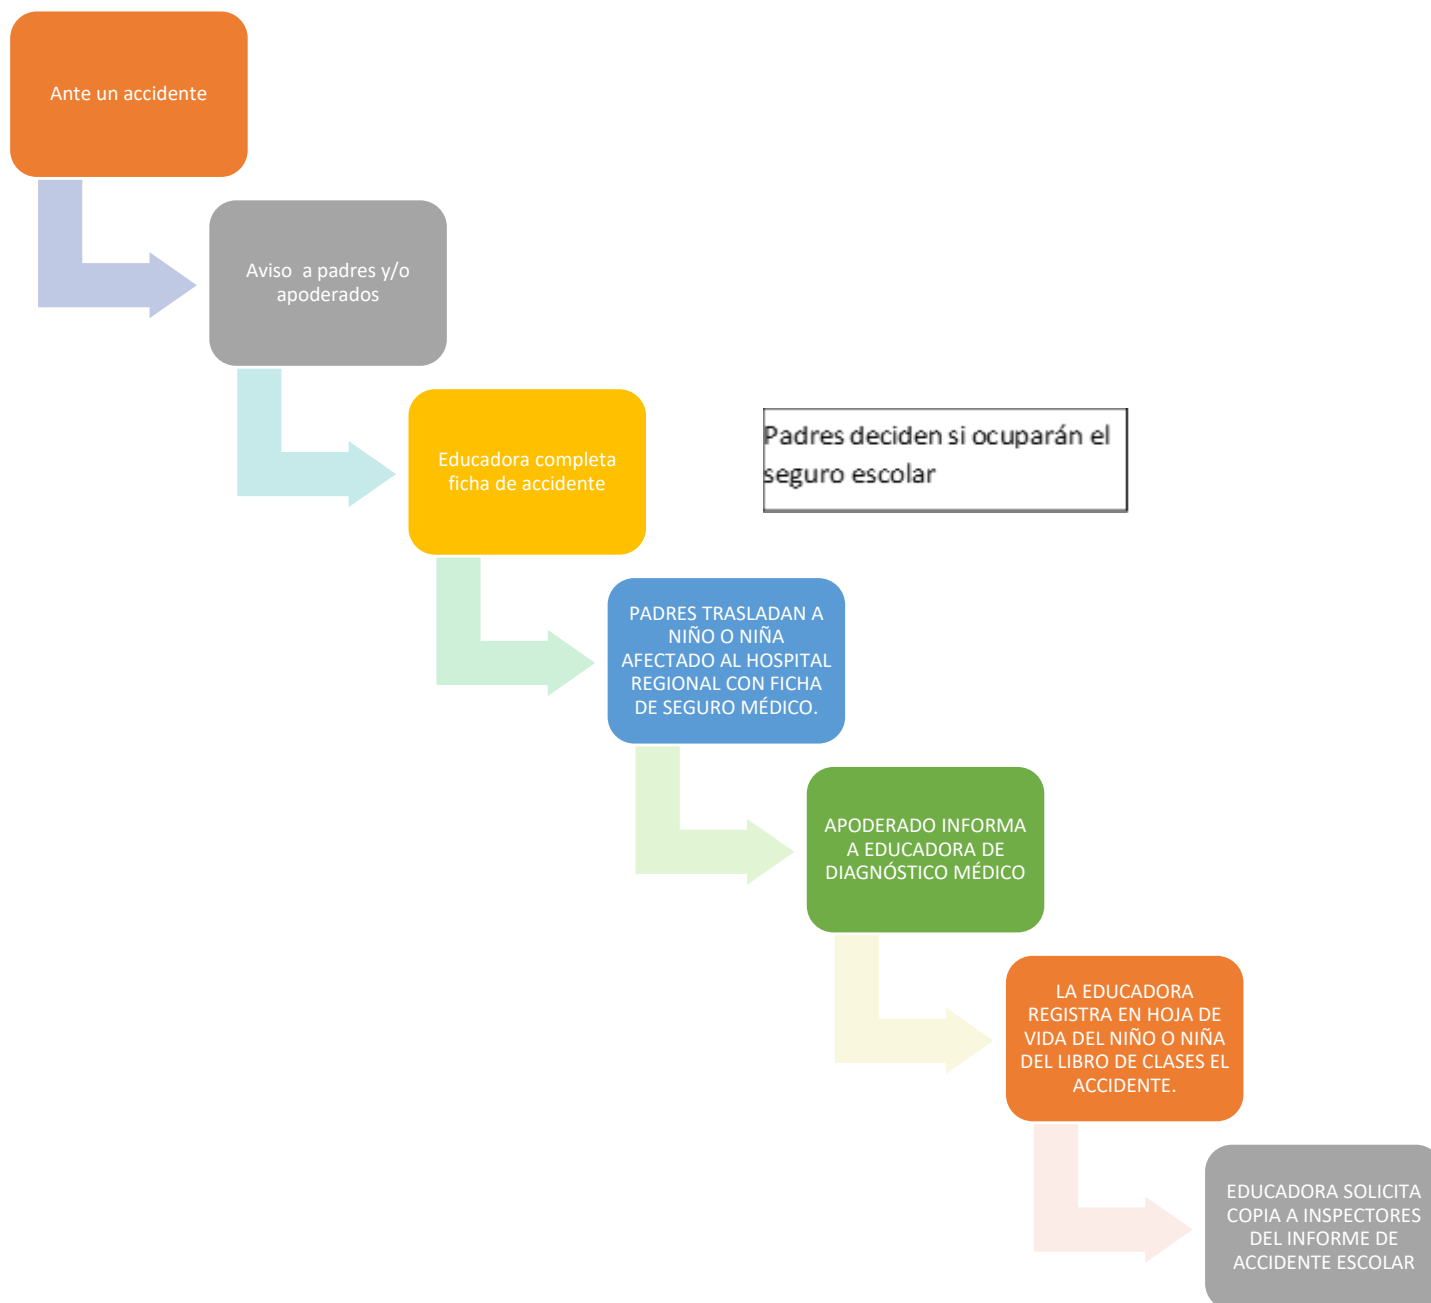 Ante un accidente
Aviso a padres y/o
apoderados
Educadora completa
ficha de accidente
Padres deciden si ocuparán el
seguro escolar
PADRES TRASLADAN A
NIÑO O NIÑA
AFECTADO AL HOSPITAL
REGIONAL CON FICHA
DE SEGURO MÉDICO.
APODERADO INFORMA
A EDUCADORA DE
DIAGNÓSTICO MÉDICO
LA EDUCADORA
REGISTRA EN HOJA DE
VIDA DEL NIÑO O NIÑA
DEL LIBRO DE CLASES EL
ACCIDENTE.
EDUCADORA SOLICITA
COPIA A INSPECTORES
DEL INFORME DE
ACCIDENTE ESCOLAR